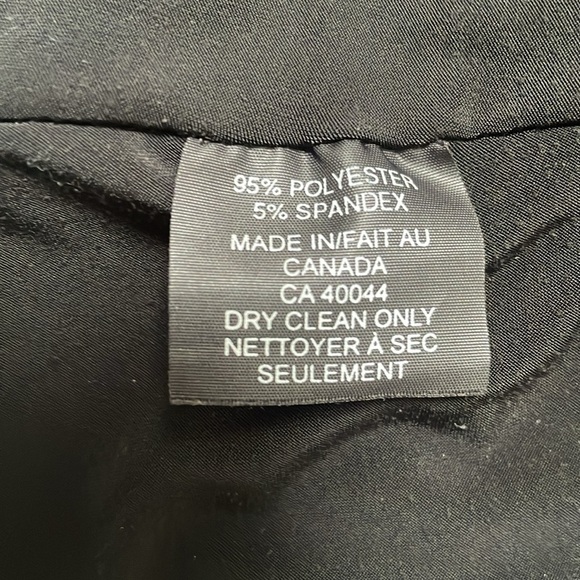 95% POLYESTER
5% SPANDEX
MADE IN/FAIT AU
CANADA
CA 40044
DRY CLEAN ONLY
NETTOYER À SEC
SEULEMENT